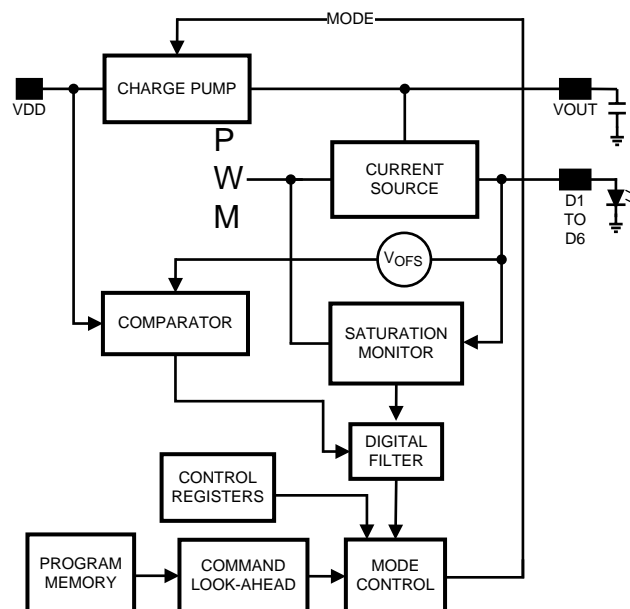 MODE
CHARGE PUMP
VDD
VOUT
P
W
M
CURRENT
SOURCE
D1
TO
D6
VOFS
COMPARATOR
SATURATION
MONITOR
DIGITAL
FILTER
CONTROL
REGISTERS
PROGRAM
MEMORY
COMMAND
LOOK-AHEAD
MODE
CONTROL